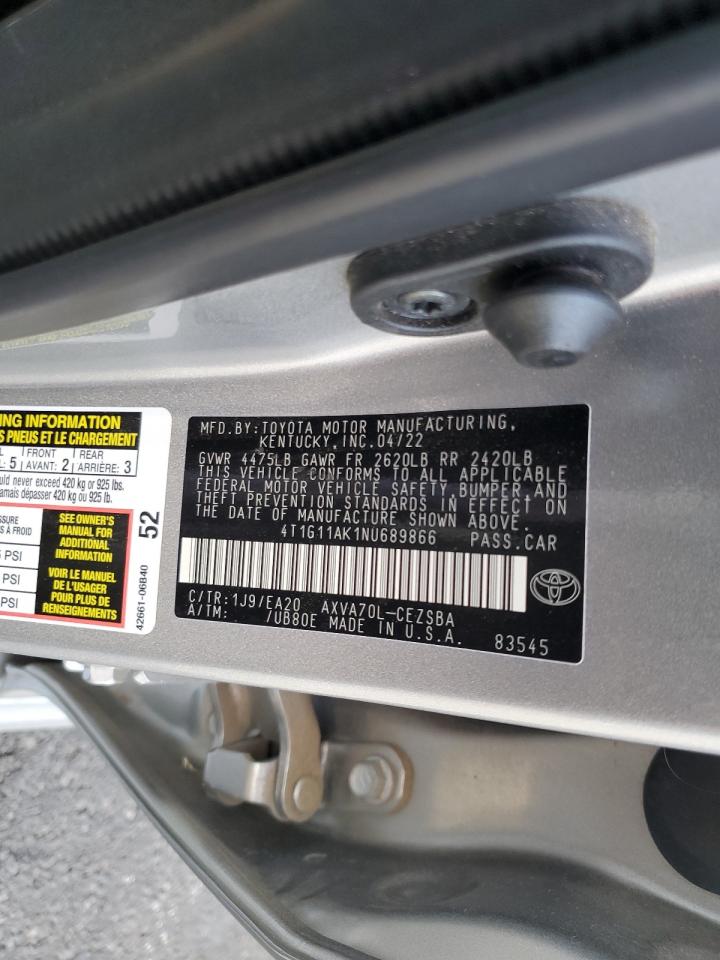 NG INFORMATION
S PNEUS ET LE CHARGEMENT
: 5 AVANT: 2 ARRIÈRE: 3
FRONT
REAR
uld never exceed 420 kg or 925 lbs.
amais dépasser 420 kg ou 925 lb.
À FROID
PSI
PSI
PSI
SEE OWNER'S
MANUAL FOR
ADDITIONAL
INFORMATION
VOIR LE MANUEL
DE L'USAGER
POUR PLUS DE
RENSEIGNEMENTS
52
42661-06B40
MFD.BY:TOYOTA MOTOR MANUFACTURING,
KENTUCKY, INC.04/22
GVWR 4475LB GAWR FR 2620LB RR 2420LB
THIS VEHICLE CONFORMS TO ALL APPLICABLE
FEDERAL MOTOR VEHICLE SAFETY,BUMPER,AND
THEFT PREVENTION STANDARDS IN EFFECT ON
THE DATE OF MANUFACTURE SHOWN ABOVE.
4T1G11AK1NU689866 PASS.CAR
C/TR:1J9/EA20 AXVA70L-CEZSBA
A/TM: /UB80E MADE IN U.S.A. 83545